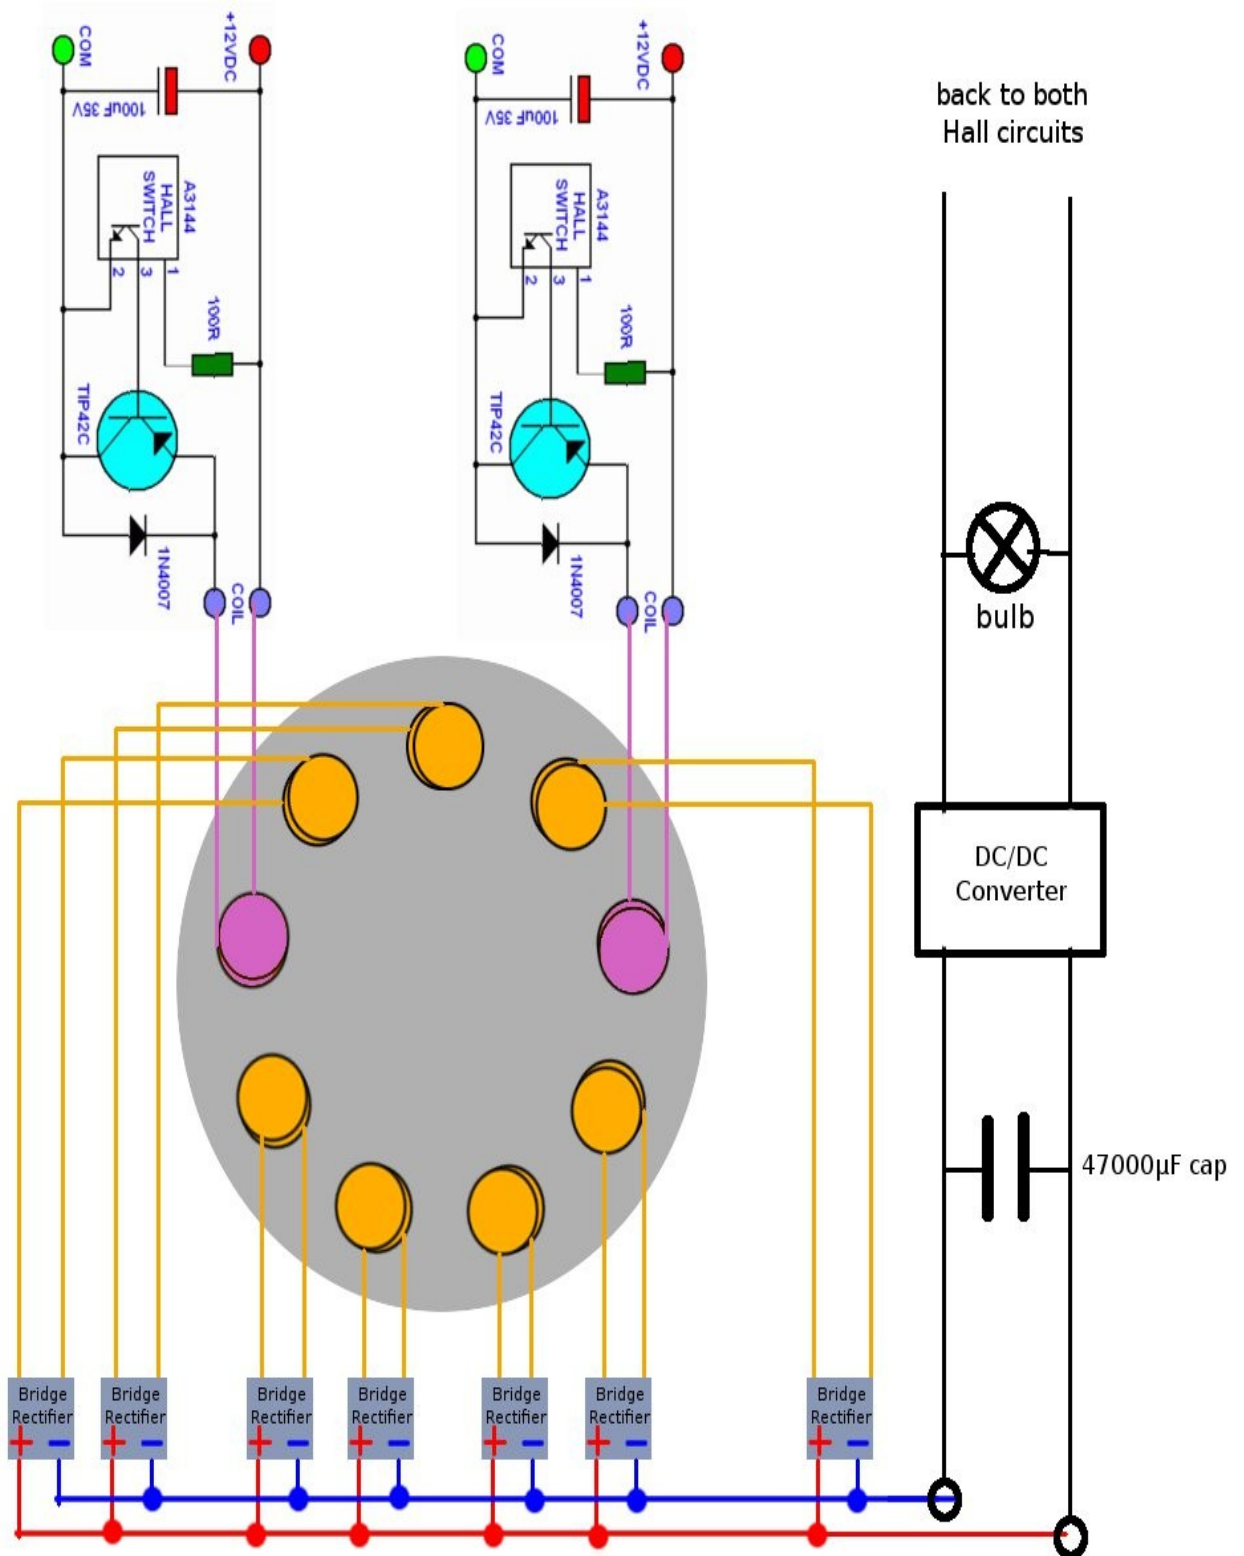 COM
+12VDC
100uF 35V
A3144
HALL
SWITCH
2
3
1
100R
TIP42C
1N4007
COIL
COM
+12VDC
100uF 35V
A3144
HALL
SWITCH
2
3
1
100R
TIP42C
1N4007
COIL
back to both
Hall circuits
bulb
DC/DC
Converter
47000µF cap
Bridge
Rectifier
+ −
Bridge
Rectifier
+ −
Bridge
Rectifier
+ −
Bridge
Rectifier
+ −
Bridge
Rectifier
+ −
Bridge
Rectifier
+ −
Bridge
Rectifier
+ −